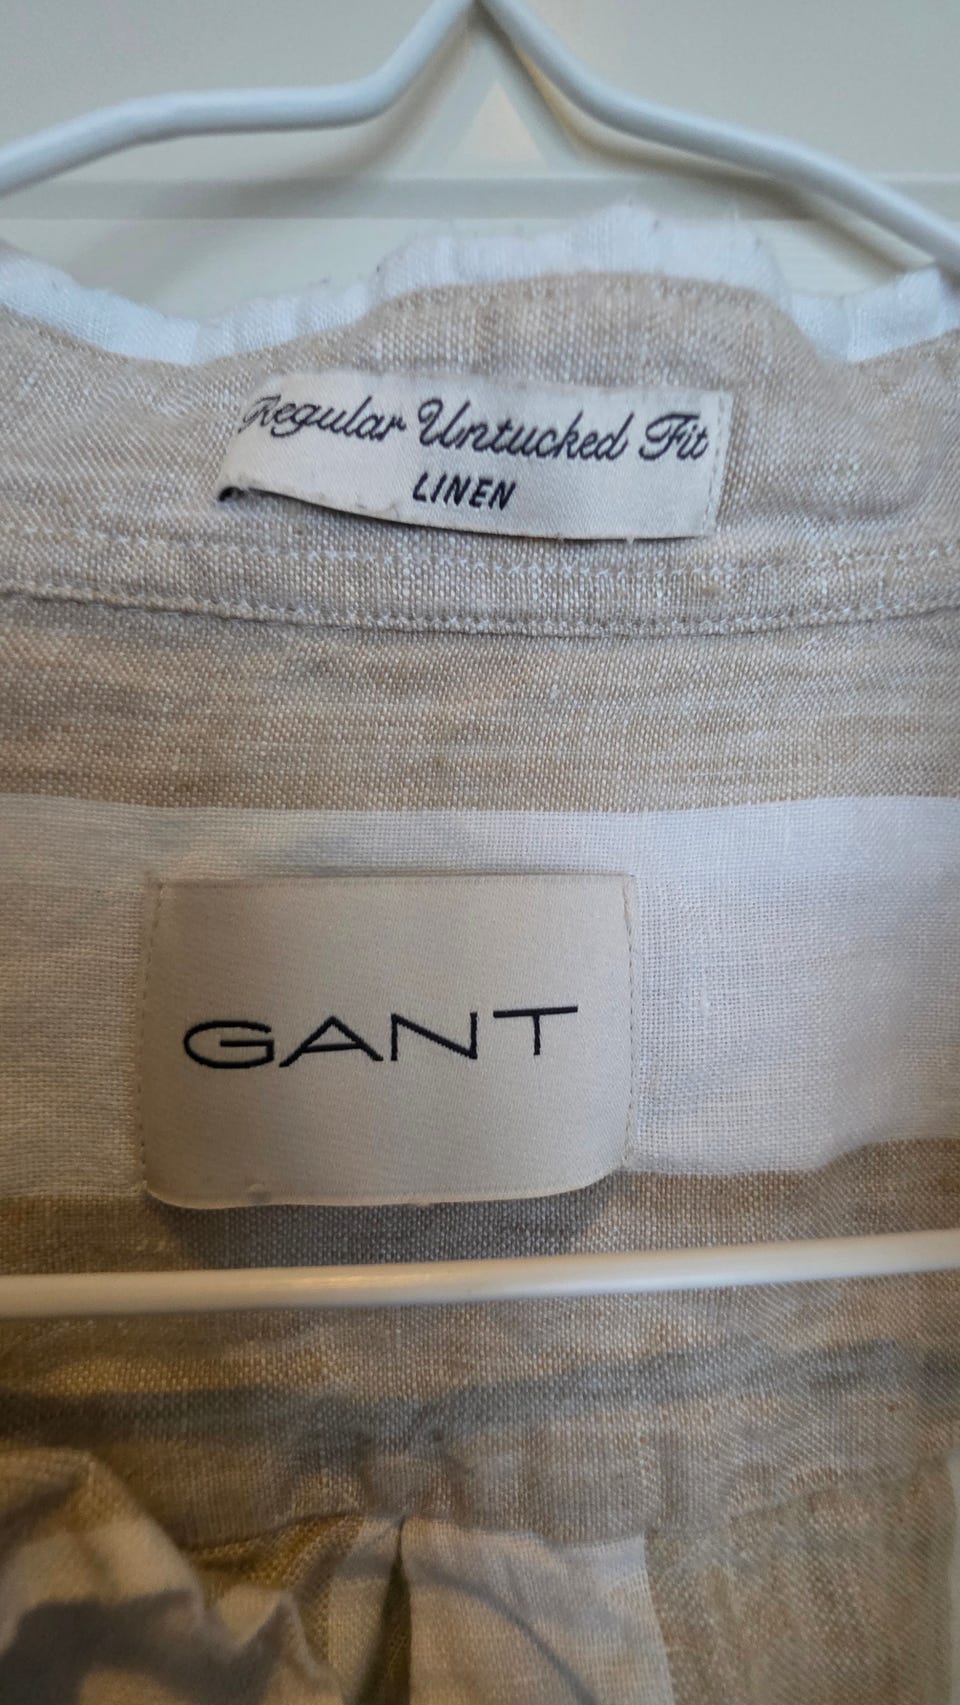 Regular Untucked Fit
LINEN
GANT